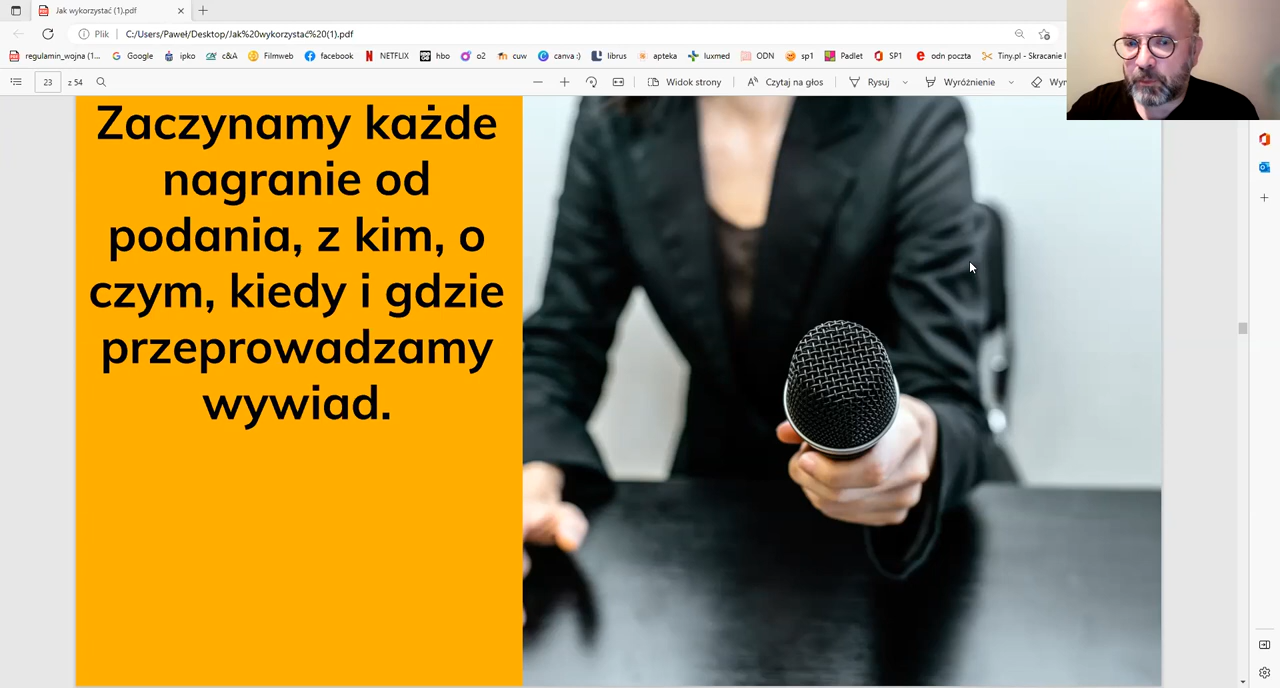 Jak wykorzystać (1).pdf
Plik C:/Users/Paweł/Desktop/Jak%20wykorzystać%20(1).pdf
regulamin_wojna (1... Google ipko c&A Filmweb facebook NETFLIX hbo o2 cuw canva :) librus apteka luxmed ODN sp1 Padlet SP1 odn poczta Tiny.pl - Skracanie l
23 z 54 Widok strony Czytaj na głos Rysuj Wyróżnienie Wyr
Zaczynamy każde
nagranie od
podania, z kim, o
czym, kiedy i gdzie
przeprowadzamy
wywiad.